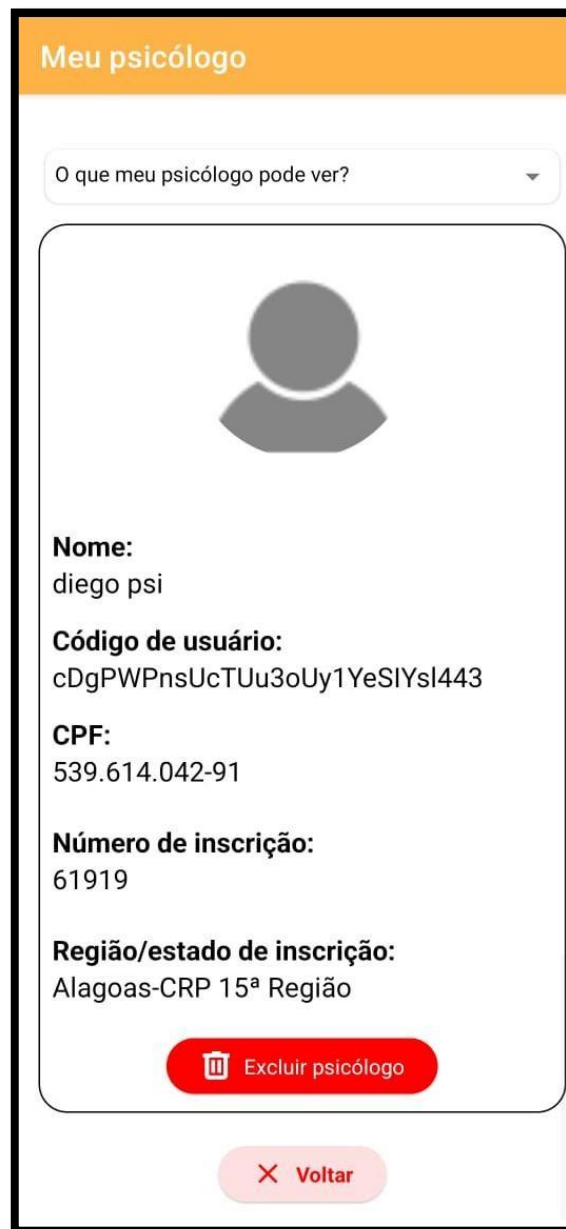 Meu psicólogo
O que meu psicólogo pode ver?
Nome:
diego psi
Código de usuário:
cDgPWPnsUcTUu3oUy1YeSIYsl443
CPF:
539.614.042-91
Número de inscrição:
61919
Região/estado de inscrição:
Alagoas-CRP 15ª Região
Excluir psicólogo
Voltar